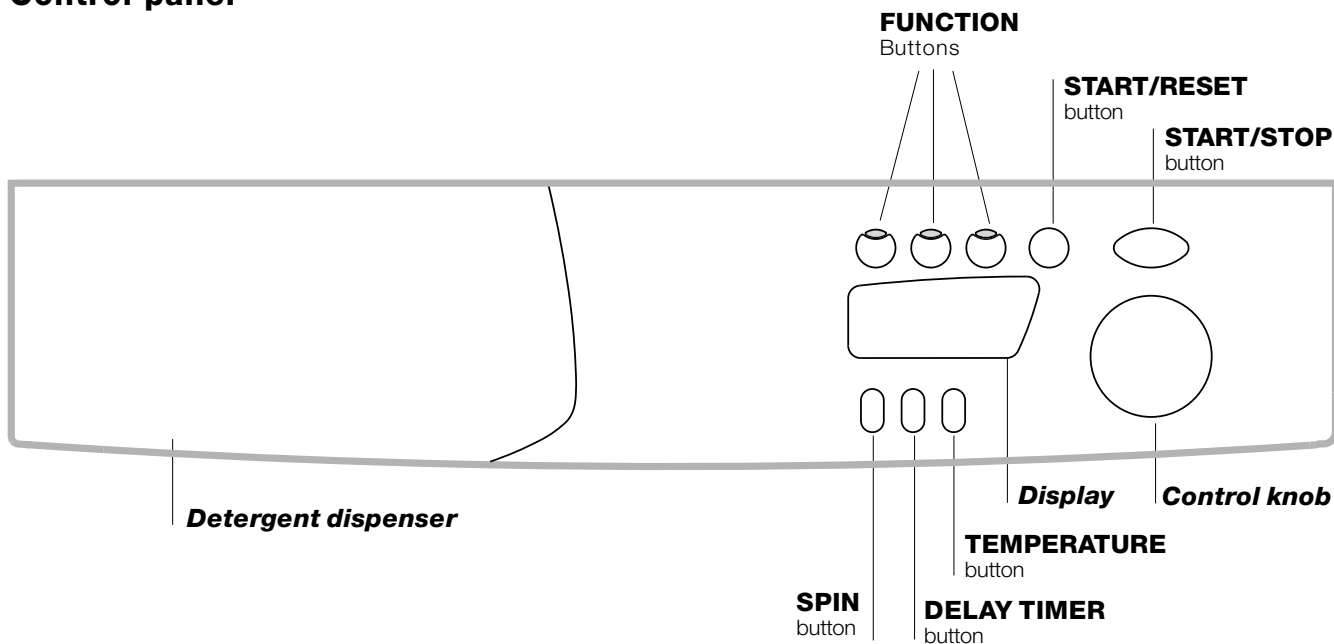 Control panel
FUNCTION
Buttons
START/RESET
button
START/STOP
button
Detergent dispenser
Display
Control knob
TEMPERATURE
button
SPIN
button
DELAY TIMER
button